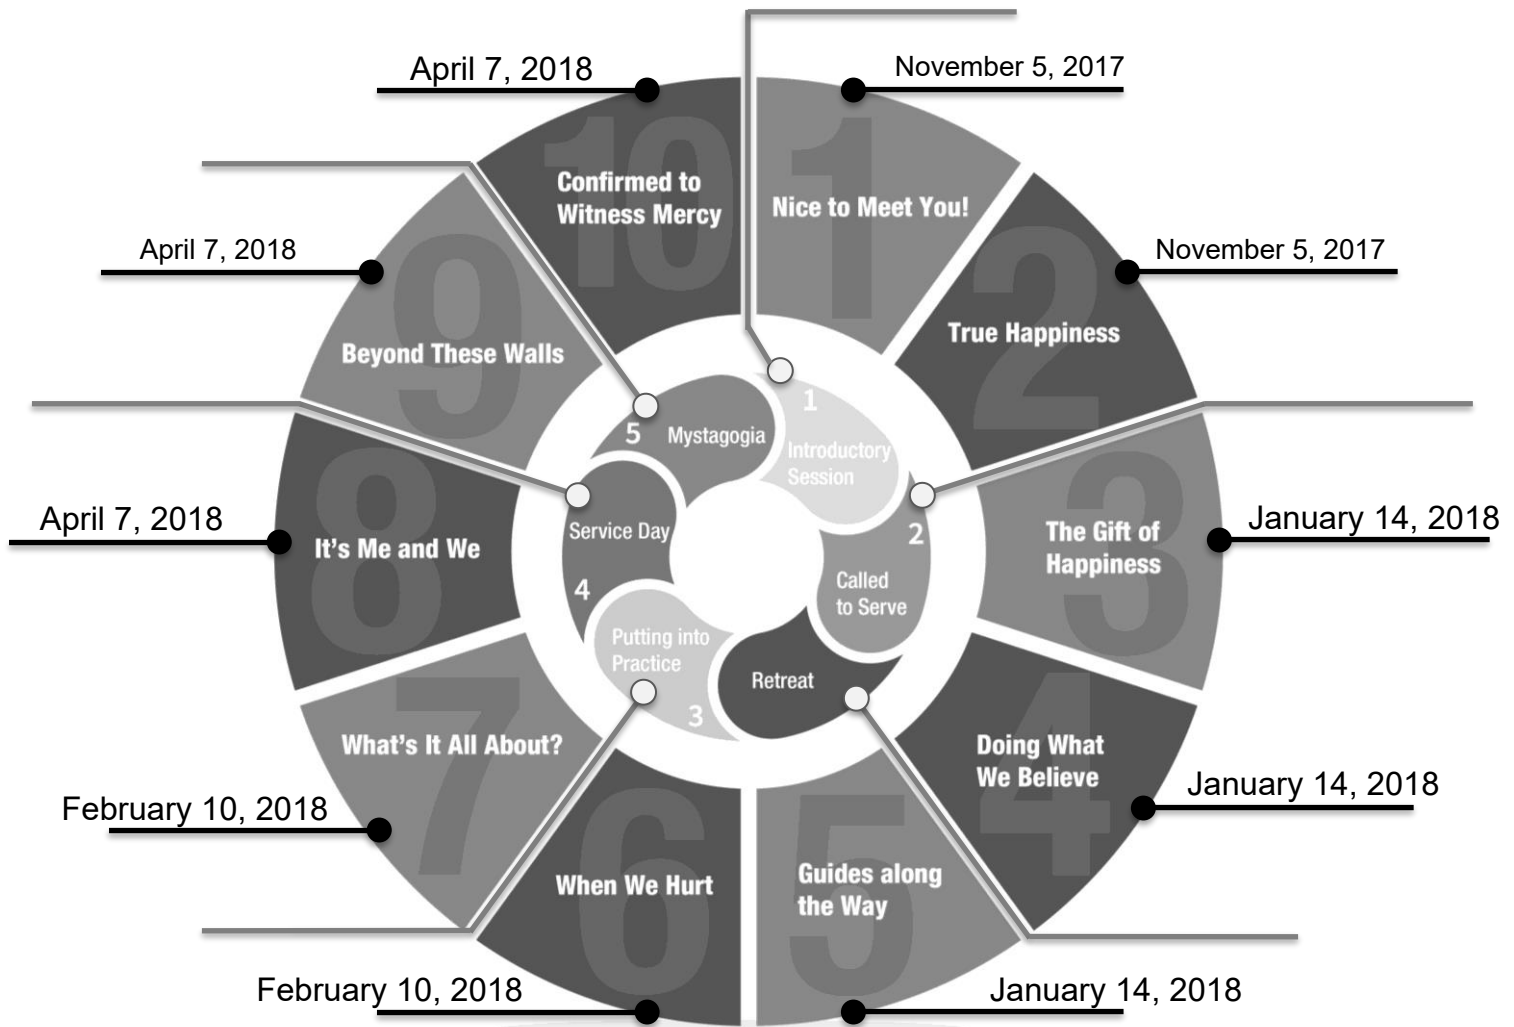 April 7, 2018
November 5, 2017
10
Confirmed to
Witness Mercy
1
Nice to Meet You!
April 7, 2018
9
Beyond These Walls
November 5, 2017
2
True Happiness
April 7, 2018
8
It's Me and We
January 14, 2018
3
The Gift of
Happiness
1
Introductory
Session
5
Mystagogia
2
Called
to Serve
Service Day
4
Putting into
Practice
3
Retreat
7
What's It All About?
February 10, 2018
4
Doing What
We Believe
January 14, 2018
6
When We Hurt
February 10, 2018
5
Guides along
the Way
January 14, 2018